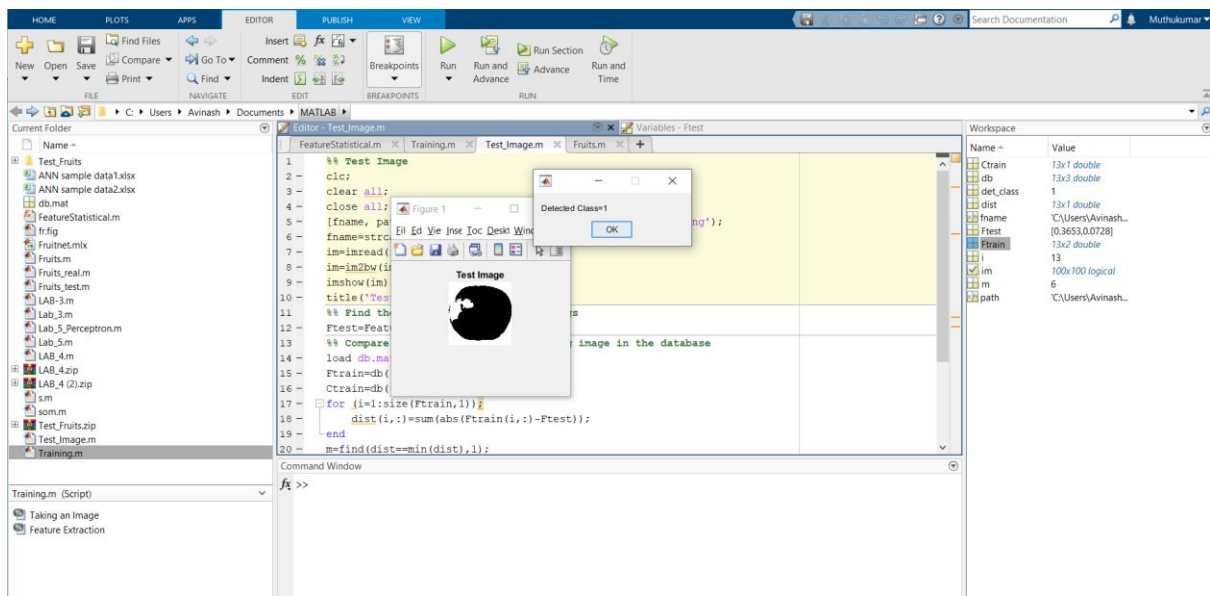 HOME PLOTS APPS EDITOR PUBLISH VIEW Search Documentation Muthukumar
New Open Save Find Files Compare Print
Go To Find
Insert fx Comment % Indent
Breakpoints
Run Run and Advance Run Section Advance Run and Time
FILE NAVIGATE EDIT BREAKPOINTS RUN
C: Users Avinash Documents MATLAB
Current Folder
Name
Test_Fruits
ANN sample data1.xlsx
ANN sample data2.xlsx
db.mat
FeatureStatistical.m
fr.fig
Fruitnet.mlx
Fruits.m
Fruits_real.m
Fruits_test.m
LAB-3.m
Lab_3.m
Lab_5_Perceptron.m
Lab_5.m
LAB_4.m
LAB_4.zip
LAB_4 (2).zip
s.m
som.m
Test_Fruits.zip
Test_Image.m
Training.m
Training.m (Script)
Taking an Image
Feature Extraction
Editor - Test_Image.m Variables - Ftest
FeatureStatistical.m Training.m Test_Image.m Fruits.m +
1 %% Test Image
2 - clc;
3 - clear all;
4 - close all;
5 - [fname, pa ng');
6 - fname=strc
7 - im=imread(
8 - im=im2bw(i
9 - imshow(im)
10 - title('Tes
11 %% Find the s
12 - Ftest=Feat
13 %% Compare image in the database
14 - load db.ma
15 - Ftrain=db(
16 - Ctrain=db(
17 - for (i=1:size(Ftrain,1));
18 - dist(i,:)=sum(abs(Ftrain(i,:)-Ftest));
19 - end
20 - m=find(dist==min(dist),1);
Figure 1
Eil Ed Vie Inse Toc Deskt Winc
Test Image
Detected Class=1
OK
Command Window
fx >>
Workspace
Name Value
Ctrain 13x1 double
db 13x3 double
det_class 1
dist 13x1 double
fname 'C:\Users\Avinash...
Ftest [0.3653,0.0728]
Ftrain 13x2 double
i 13
im 100x100 logical
m 6
path 'C:\Users\Avinash...